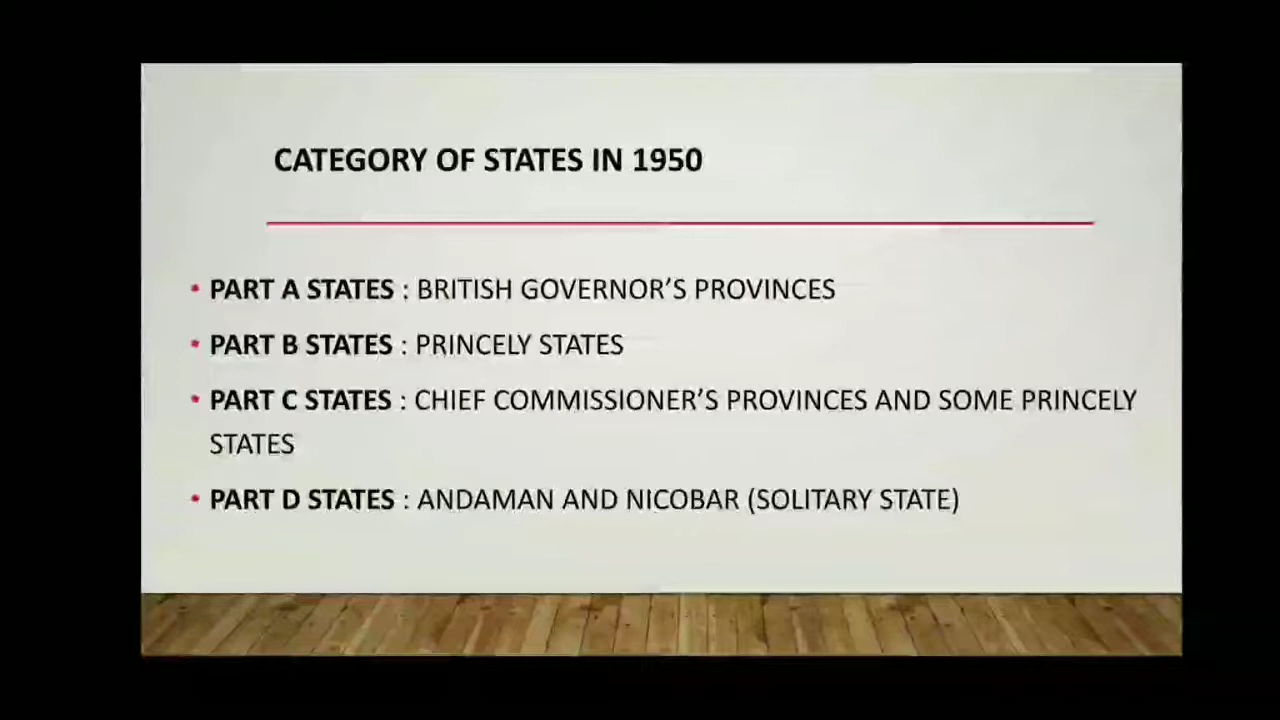 CATEGORY OF STATES IN 1950
• PART A STATES : BRITISH GOVERNOR’S PROVINCES
• PART B STATES : PRINCELY STATES
• PART C STATES : CHIEF COMMISSIONER’S PROVINCES AND SOME PRINCELY
STATES
• PART D STATES : ANDAMAN AND NICOBAR (SOLITARY STATE)